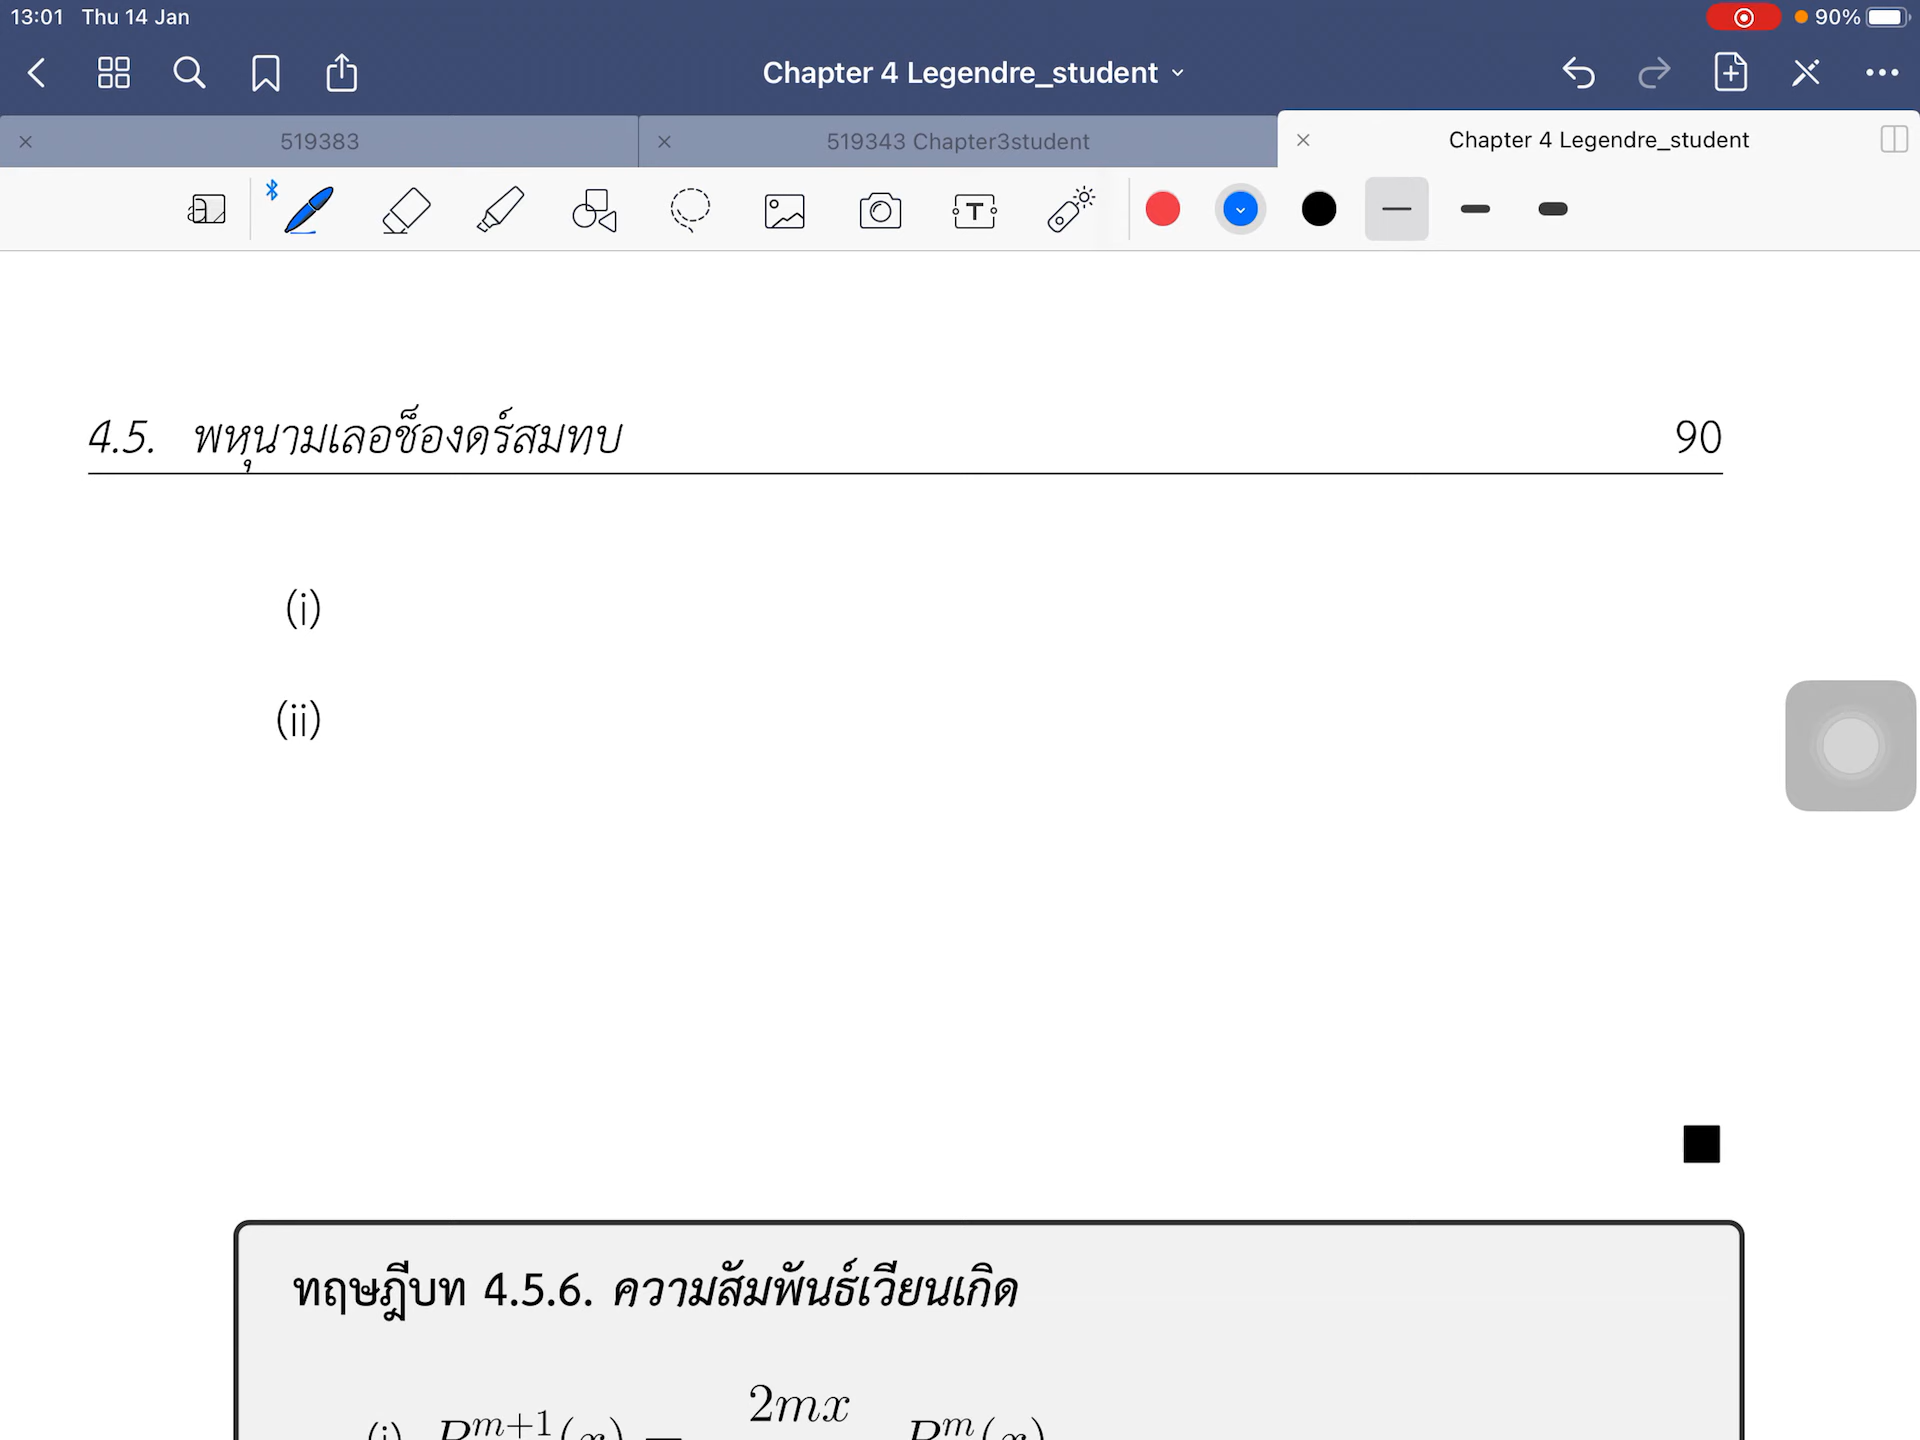 13:01 Thu 14 Jan 90%
Chapter 4 Legendre_student
519383 519343 Chapter3student Chapter 4 Legendre_student
4.5. พหุนามเลอช็องดร์สมทบ 90
(i)
(ii)
ทฤษฎีบท 4.5.6. ความสัมพันธ์เวียนเกิด
2mx
(i) P^{m+1}(x) = P^m(x)